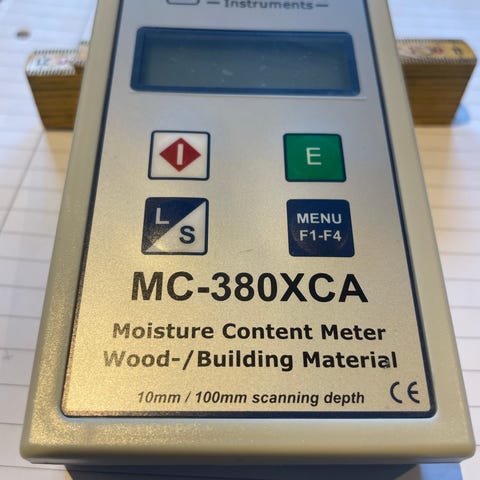 — Instruments —
I
E
L
S
MENU
F1-F4
MC-380XCA
Moisture Content Meter
Wood-/Building Material
10mm / 100mm scanning depth
CE